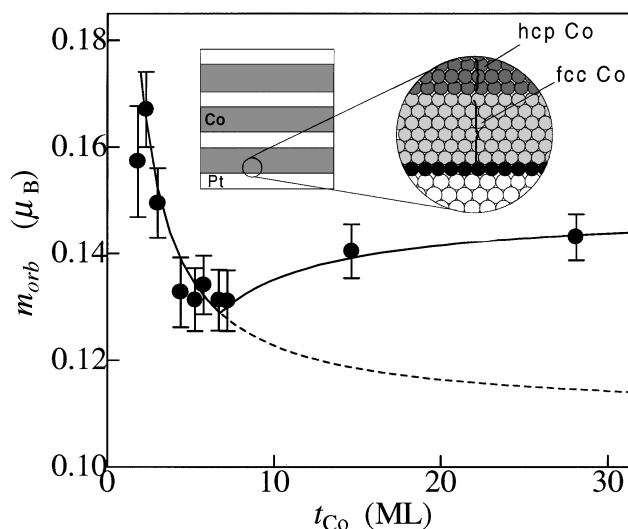 0.18
hcp Co
fcc Co
Co
0.16
Pt
m_orb (μ_B)
0.14
0.12
0.10
0
10
20
30
t_Co (ML)